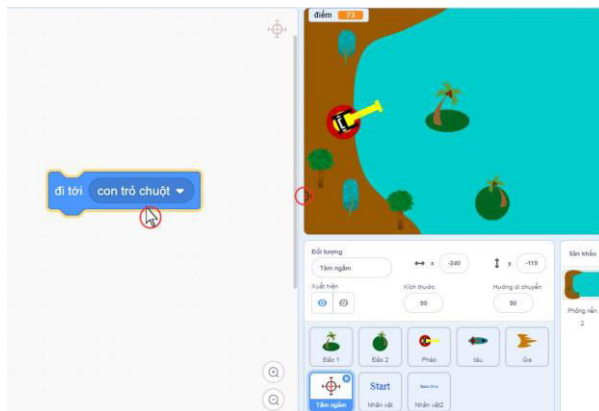 điểm 73
đi tới con trỏ chuột
Đối tượng
Tâm ngắm
x -240
y -115
Sân khấu
Xuất hiện
Kích thước
Hướng di chuyển
90
90
Phông nền
2
Đảo 1
Đảo 2
Pháo
tàu
lửa
Tâm ngắm
Start
Nhân vật
Nhân vật2